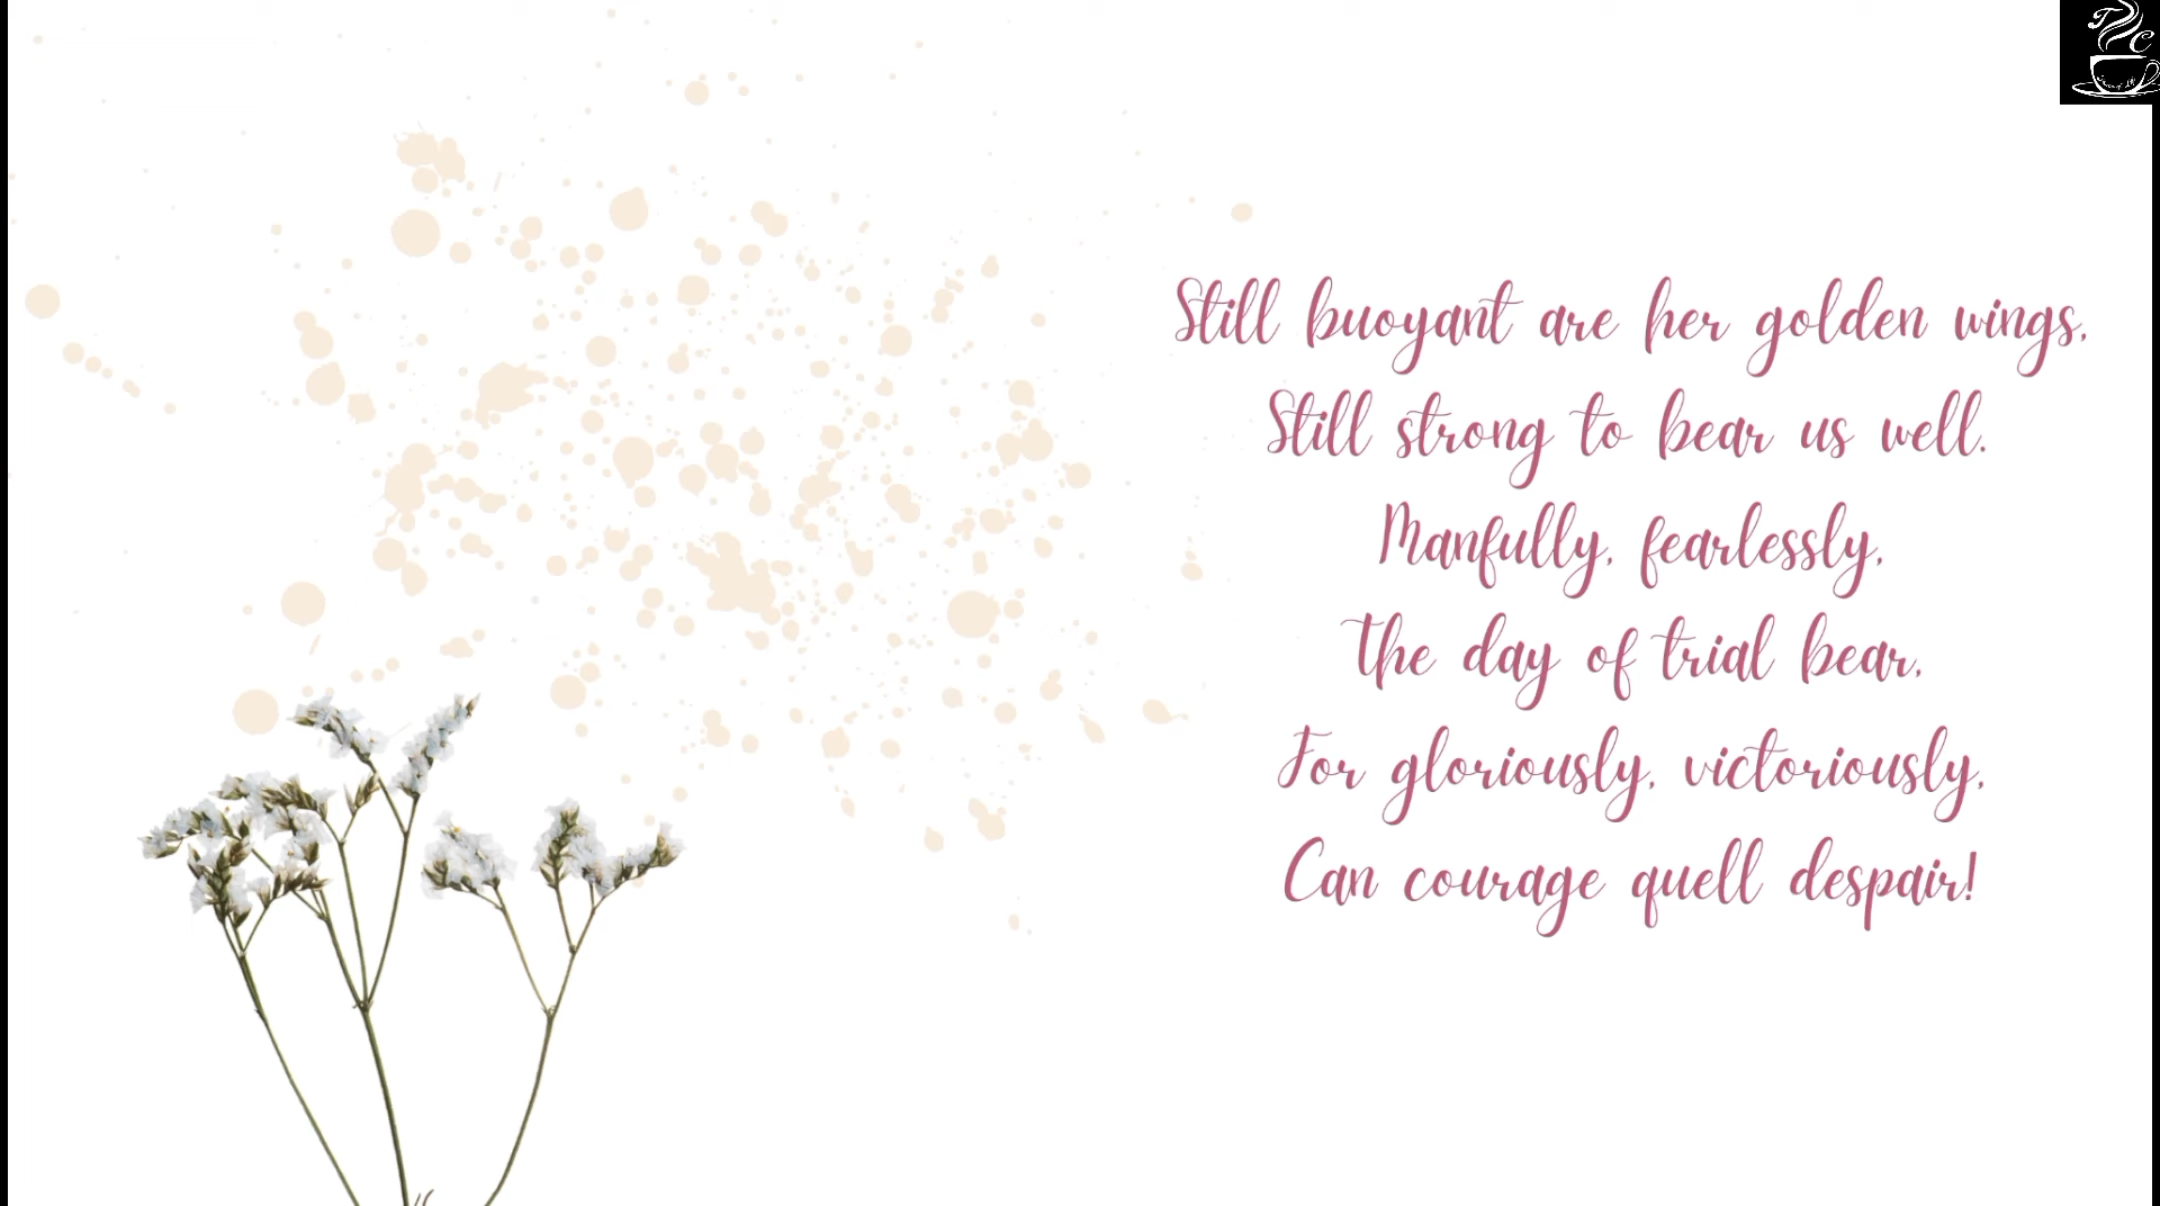 T C
Still buoyant are her golden wings,
Still strong to bear us well.
Manfully, fearlessly,
The day of trial bear,
For gloriously, victoriously,
Can courage quell despair!